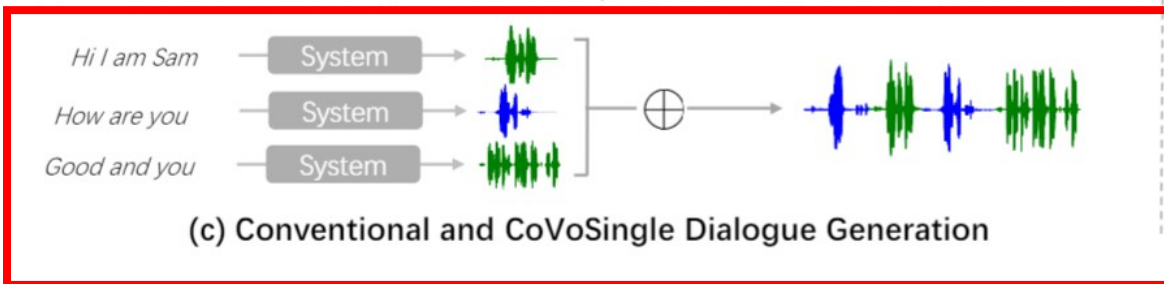 Hi I am Sam System
How are you System
Good and you System
(c) Conventional and CoVoSingle Dialogue Generation